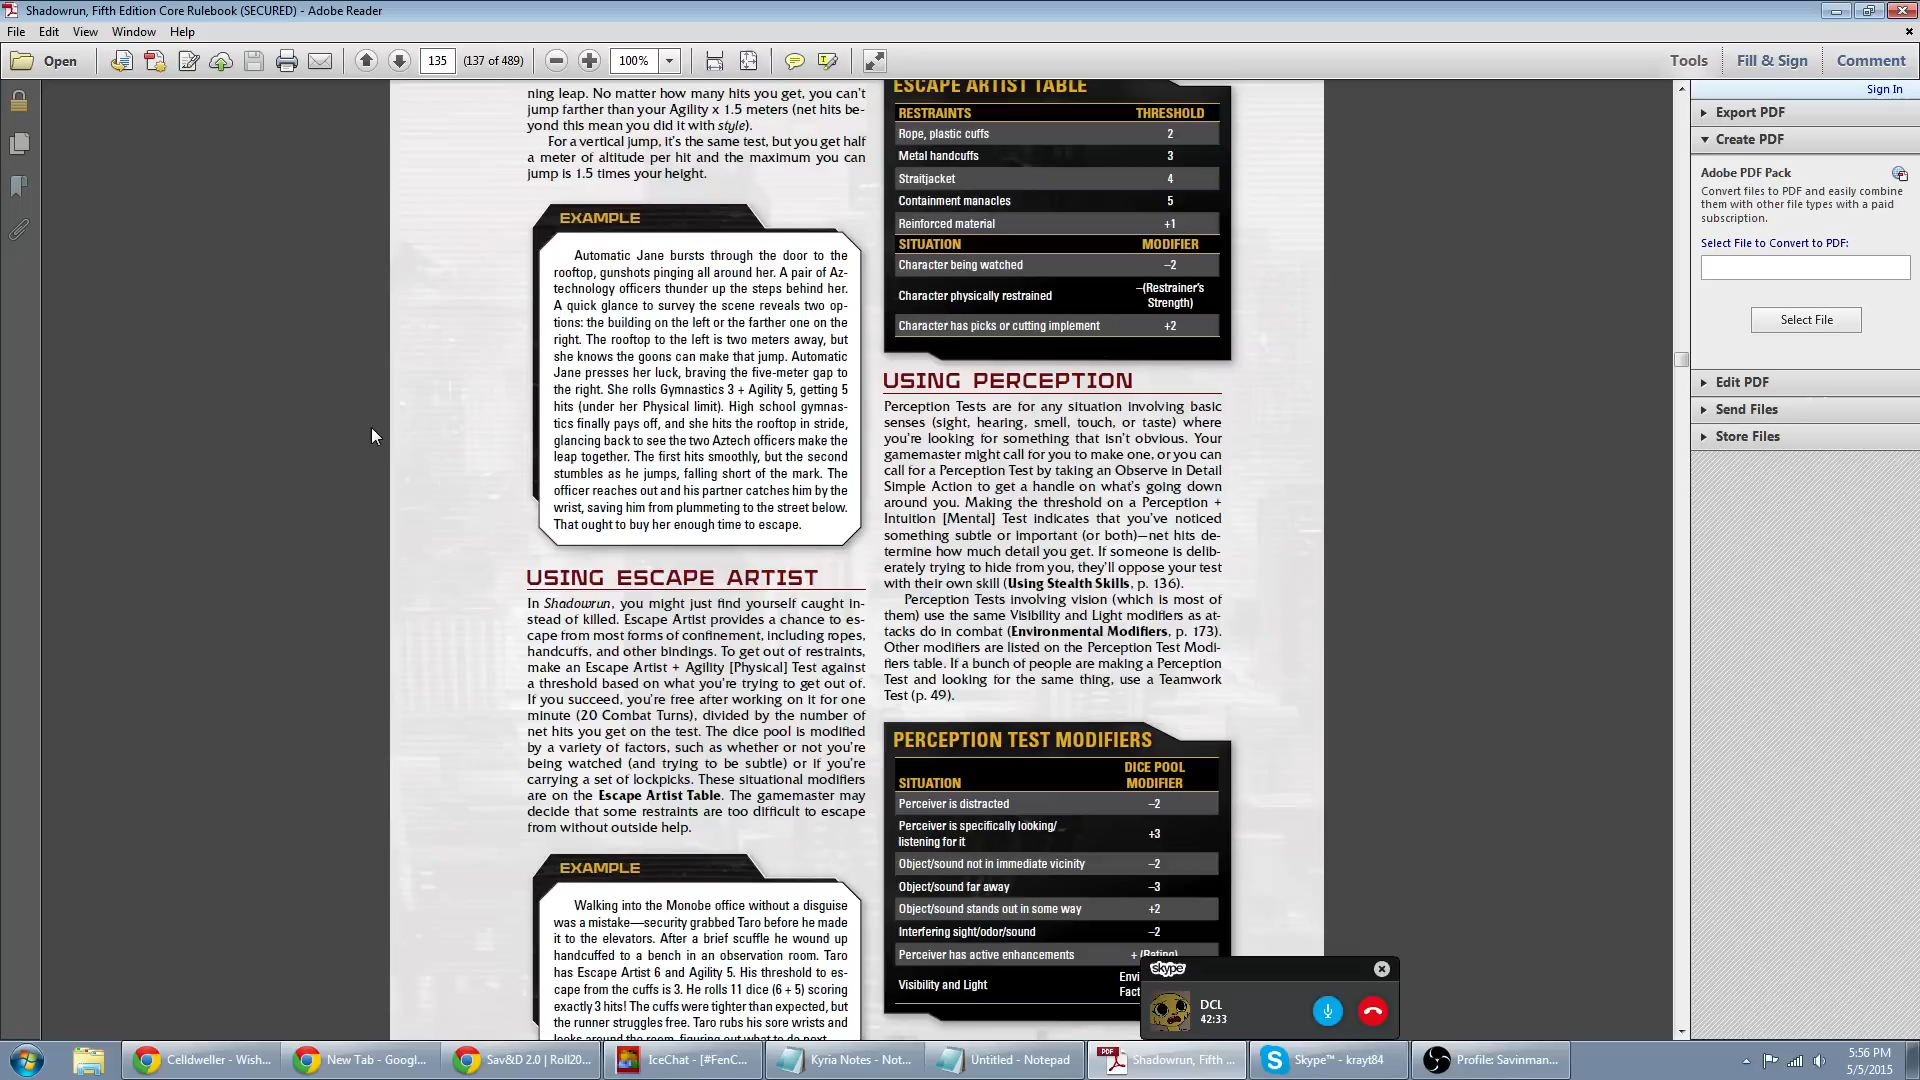 Shadowrun, Fifth Edition Core Rulebook (SECURED) - Adobe Reader
File Edit View Window Help
Open 135 (137 of 489) 100% Tools Fill & Sign Comment
ning leap. No matter how many hits you get, you can't
jump farther than your Agility x 1.5 meters (net hits be-
yond this mean you did it with style).
For a vertical jump, it's the same test, but you get half
a meter of altitude per hit and the maximum you can
jump is 1.5 times your height.
EXAMPLE
Automatic Jane bursts through the door to the
rooftop, gunshots pinging all around her. A pair of Az-
technology officers thunder up the steps behind her.
A quick glance to survey the scene reveals two op-
tions: the building on the left or the farther one on the
right. The rooftop to the left is two meters away, but
she knows the goons can make that jump. Automatic
Jane presses her luck, braving the five-meter gap to
the right. She rolls Gymnastics 3 + Agility 5, getting 5
hits (under her Physical limit). High school gymnas-
tics finally pays off, and she hits the rooftop in stride,
glancing back to see the two Aztech officers make the
leap together. The first hits smoothly, but the second
stumbles as he jumps, falling short of the mark. The
officer reaches out and his partner catches him by the
wrist, saving him from plummeting to the street below.
That ought to buy her enough time to escape.
USING ESCAPE ARTIST
In Shadowrun, you might just find yourself caught in-
stead of killed. Escape Artist provides a chance to es-
cape from most forms of confinement, including ropes,
handcuffs, and other bindings. To get out of restraints,
make an Escape Artist + Agility [Physical] Test against
a threshold based on what you're trying to get out of.
If you succeed, you're free after working on it for one
minute (20 Combat Turns), divided by the number of
net hits you get on the test. The dice pool is modified
by a variety of factors, such as whether or not you're
being watched (and trying to be subtle) or if you're
carrying a set of lockpicks. These situational modifiers
are on the Escape Artist Table. The gamemaster may
decide that some restraints are too difficult to escape
from without outside help.
EXAMPLE
Walking into the Monobe office without a disguise
was a mistake—security grabbed Taro before he made
it to the elevators. After a brief scuffle he wound up
handcuffed to a bench in an observation room. Taro
has Escape Artist 6 and Agility 5. His threshold to es-
cape from the cuffs is 3. He rolls 11 dice (6 + 5) scoring
exactly 3 hits! The cuffs were tighter than expected, but
the runner struggles free. Taro rubs his sore wrists and
looks around the room, figuring out what to do next.
ESCAPE ARTIST TABLE
RESTRAINTS THRESHOLD
Rope, plastic cuffs 2
Metal handcuffs 3
Straitjacket 4
Containment manacles 5
Reinforced material +1
SITUATION MODIFIER
Character being watched –2
Character physically restrained –(Restrainer's
Strength)
Character has picks or cutting implement +2
USING PERCEPTION
Perception Tests are for any situation involving basic
senses (sight, hearing, smell, touch, or taste) where
you're looking for something that isn't obvious. Your
gamemaster might call for you to make one, or you can
call for a Perception Test by taking an Observe in Detail
Simple Action to get a handle on what's going down
around you. Making the threshold on a Perception +
Intuition [Mental] Test indicates that you've noticed
something subtle or important (or both)—net hits de-
termine how much detail you get. If someone is delib-
erately trying to hide from you, they'll oppose your test
with their own skill (Using Stealth Skills, p. 136).
Perception Tests involving vision (which is most of
them) use the same Visibility and Light modifiers as at-
tacks do in combat (Environmental Modifiers, p. 173).
Other modifiers are listed on the Perception Test Modi-
fiers table. If a bunch of people are making a Perception
Test and looking for the same thing, use a Teamwork
Test (p. 49).
PERCEPTION TEST MODIFIERS
DICE POOL
SITUATION MODIFIER
Perceiver is distracted –2
Perceiver is specifically looking/
listening for it +3
Object/sound not in immediate vicinity –2
Object/sound far away –3
Object/sound stands out in some way +2
Interfering sight/odor/sound –2
Perceiver has active enhancements + (Rating)
Visibility and Light Envi
Fact
skype
DCL
42:33
Sign In
Export PDF
Create PDF
Adobe PDF Pack
Convert files to PDF and easily combine
them with other file types with a paid
subscription.
Select File to Convert to PDF:
Select File
Edit PDF
Send Files
Store Files
Celldweller - Wish... New Tab - Googl... Sav&D 2.0 | Roll20... IceChat - [#FenC... Kyria Notes - Not... Untitled - Notepad Shadowrun, Fifth ... Skype™ - krayt84 Profile: Savinman...
5:56 PM
5/5/2015